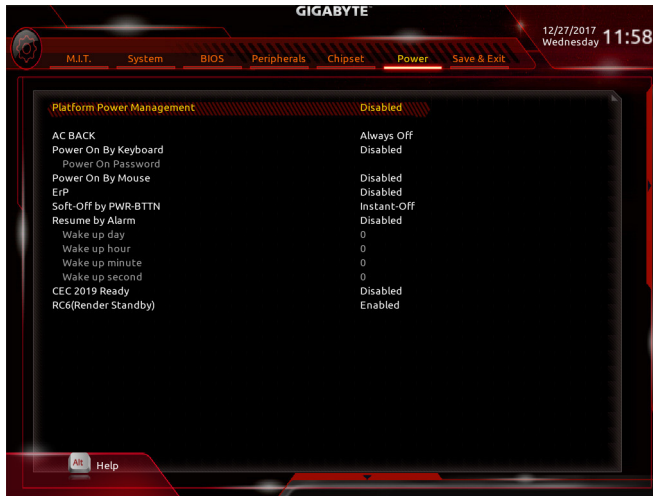 GIGABYTE™
12/27/2017
Wednesday 11:58
M.I.T. System BIOS Peripherals Chipset Power Save & Exit
Platform Power Management Disabled
AC BACK Always Off
Power On By Keyboard Disabled
Power On Password
Power On By Mouse Disabled
ErP Disabled
Soft-Off by PWR-BTTN Instant-Off
Resume by Alarm Disabled
Wake up day 0
Wake up hour 0
Wake up minute 0
Wake up second 0
CEC 2019 Ready Disabled
RC6(Render Standby) Enabled
Alt Help